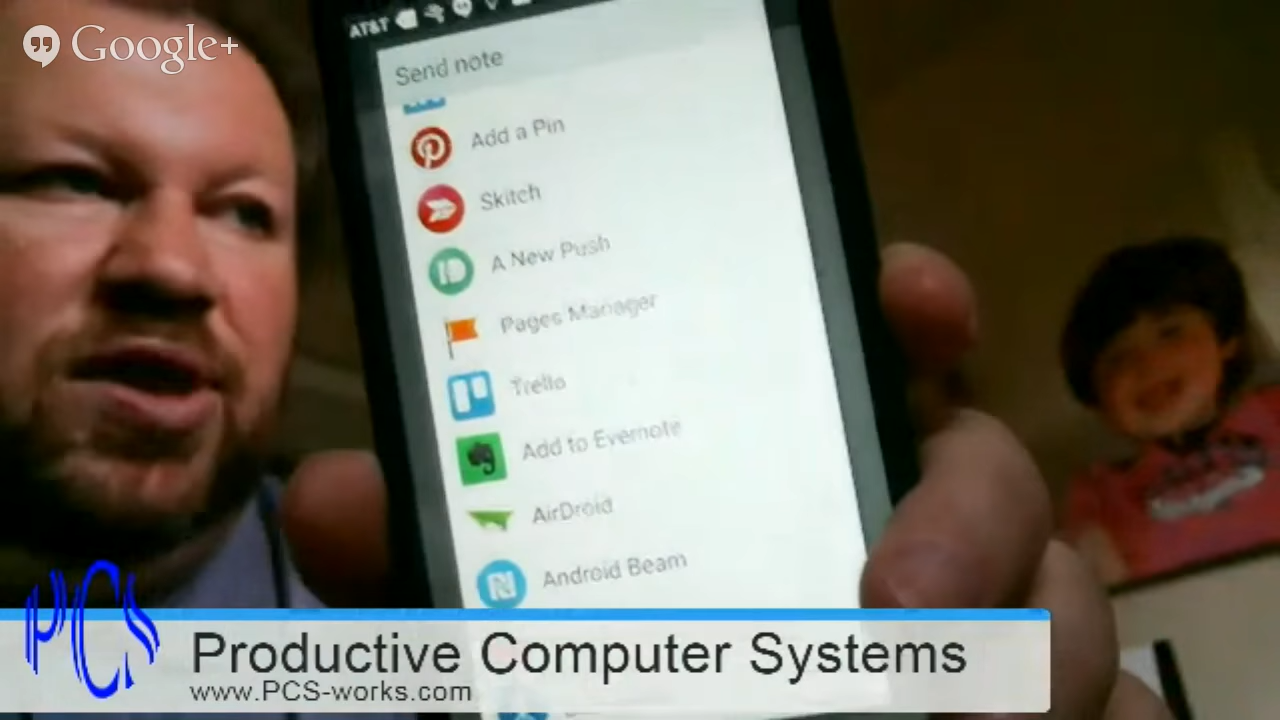 Google+
AT&T
Send note
Add a Pin
Skitch
A New Push
Pages Manager
Trello
Add to Evernote
AirDroid
Android Beam
PCS
Productive Computer Systems
www.PCS-works.com